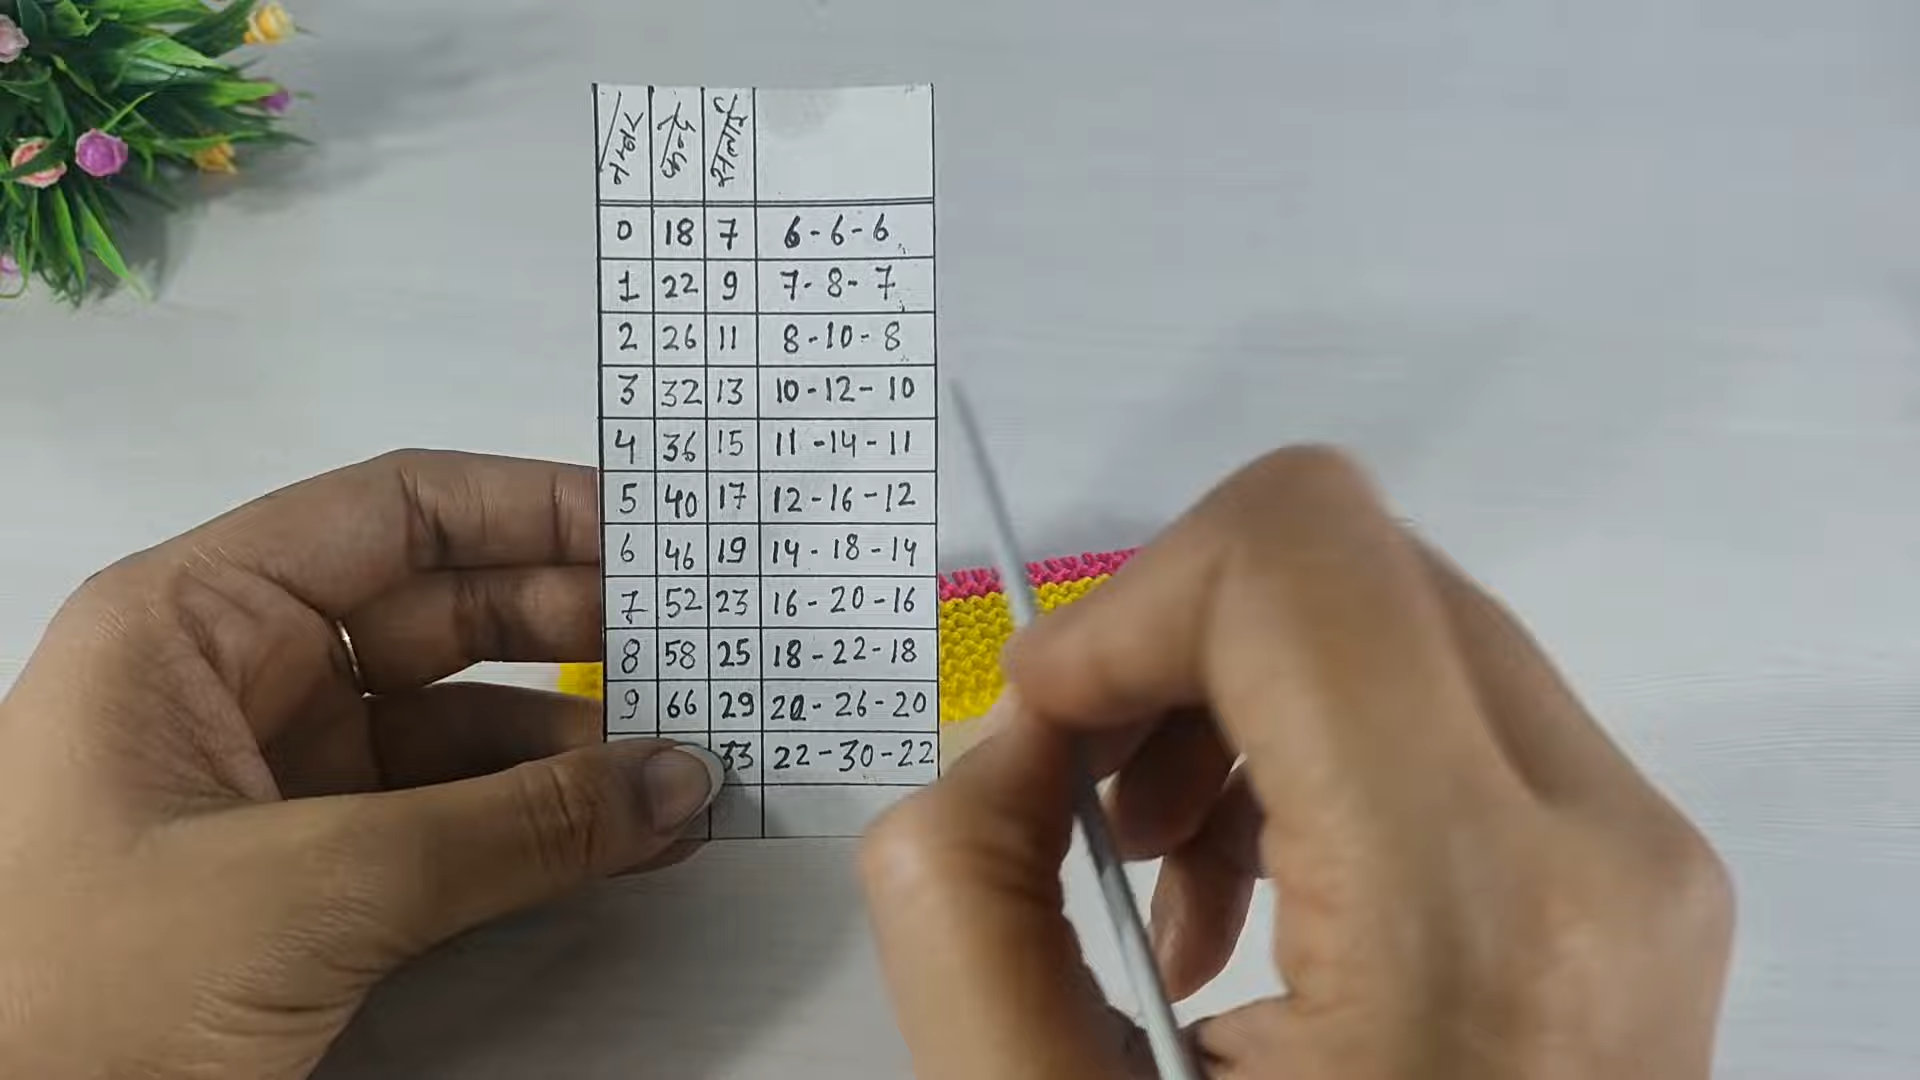 0 18 7 6-6-6
1 22 9 7-8-7
2 26 11 8-10-8
3 32 13 10-12-10
4 36 15 11-14-11
5 40 17 12-16-12
6 46 19 14-18-14
7 52 23 16-20-16
8 58 25 18-22-18
9 66 29 20-26-20
33 22-30-22